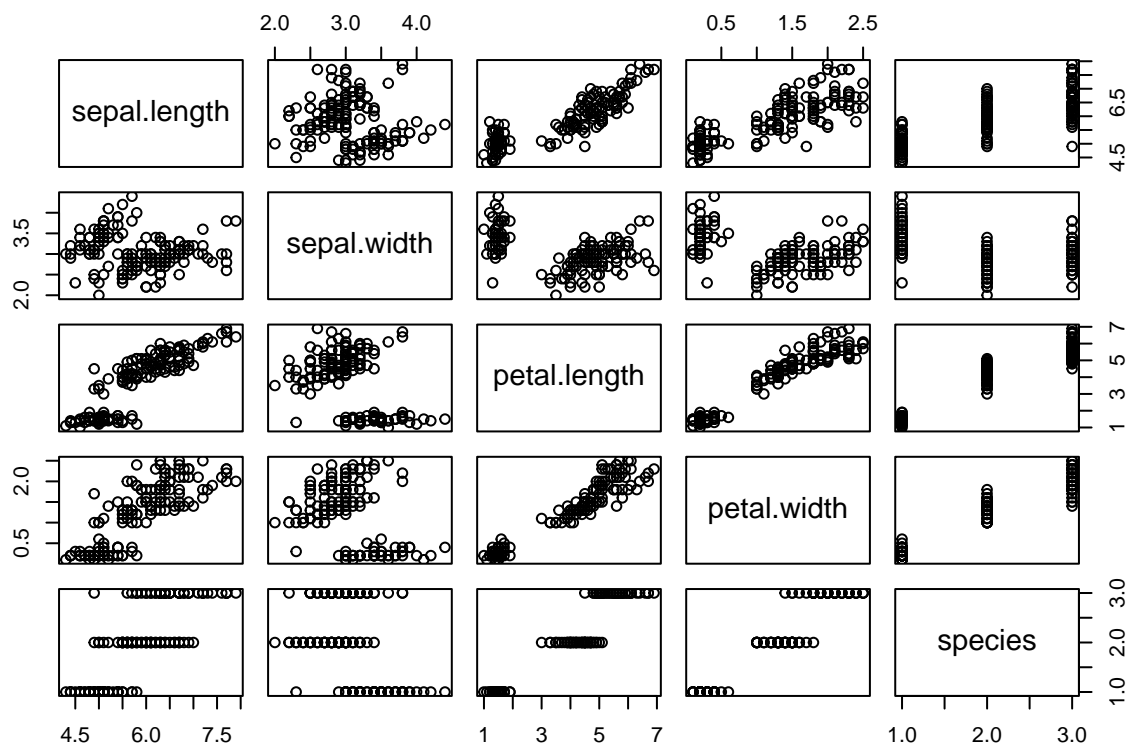 2.0 3.0 4.0
0.5 1.5 2.5
sepal.length
4.5 6.5
sepal.width
2.0 3.5
petal.length
1 3 5 7
petal.width
0.5 2.0
species
1.0 2.0 3.0
4.5 6.0 7.5
1 3 5 7
1.0 2.0 3.0